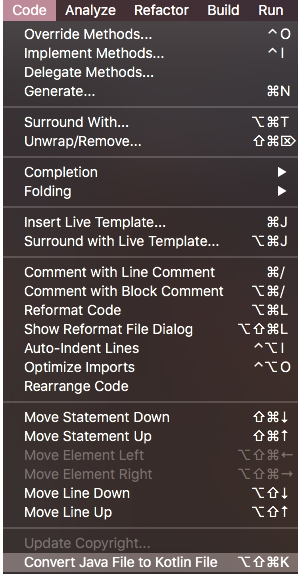 Code Analyze Refactor Build Run
Override Methods... ^O
Implement Methods... ^I
Delegate Methods...
Generate... ⌘N
Surround With... ⌥⌘T
Unwrap/Remove... ⇧⌘⌦
Completion ▶
Folding ▶
Insert Live Template... ⌘J
Surround with Live Template... ⌥⌘J
Comment with Line Comment ⌘/
Comment with Block Comment ⌥⌘/
Reformat Code ⌥⌘L
Show Reformat File Dialog ⌥⇧⌘L
Auto-Indent Lines ^⌥I
Optimize Imports ^⌥O
Rearrange Code
Move Statement Down ⇧⌘↓
Move Statement Up ⇧⌘↑
Move Element Left ⌥⇧⌘←
Move Element Right ⌥⇧⌘→
Move Line Down ⌥⇧↓
Move Line Up ⌥⇧↑
Update Copyright...
Convert Java File to Kotlin File ⌥⇧⌘K